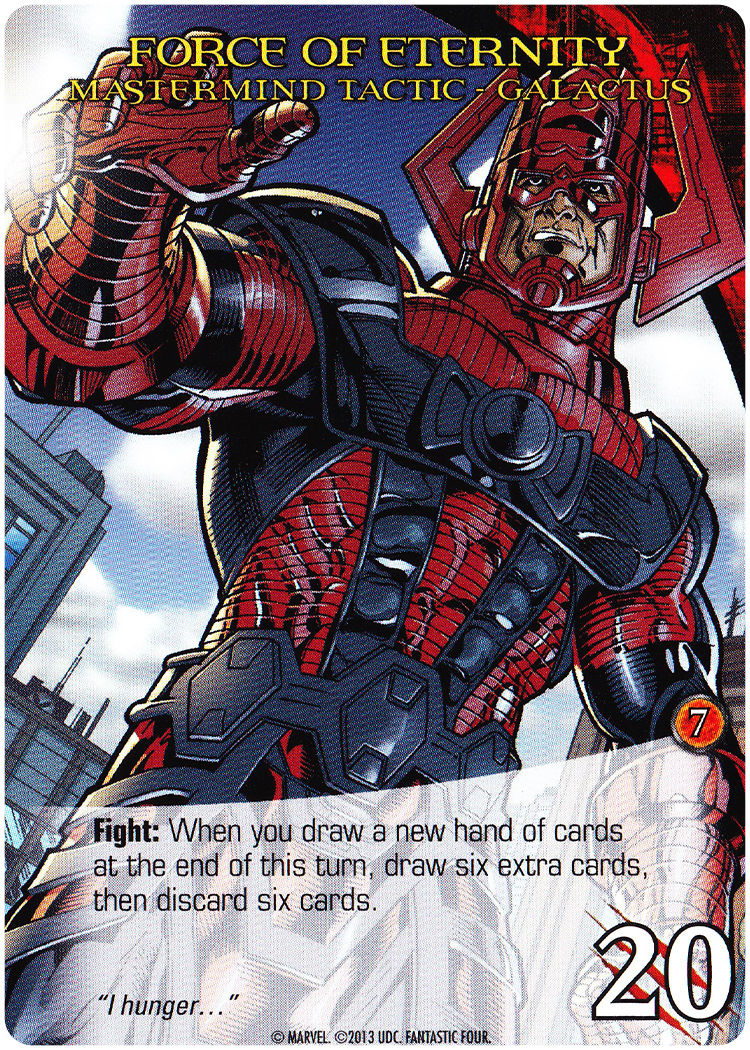 FORCE OF ETERNITY
MASTERMIND TACTIC - GALACTUS
7
Fight: When you draw a new hand of cards
at the end of this turn, draw six extra cards,
then discard six cards.
20
“I hunger...”
© MARVEL. ©2013 UDC. FANTASTIC FOUR.